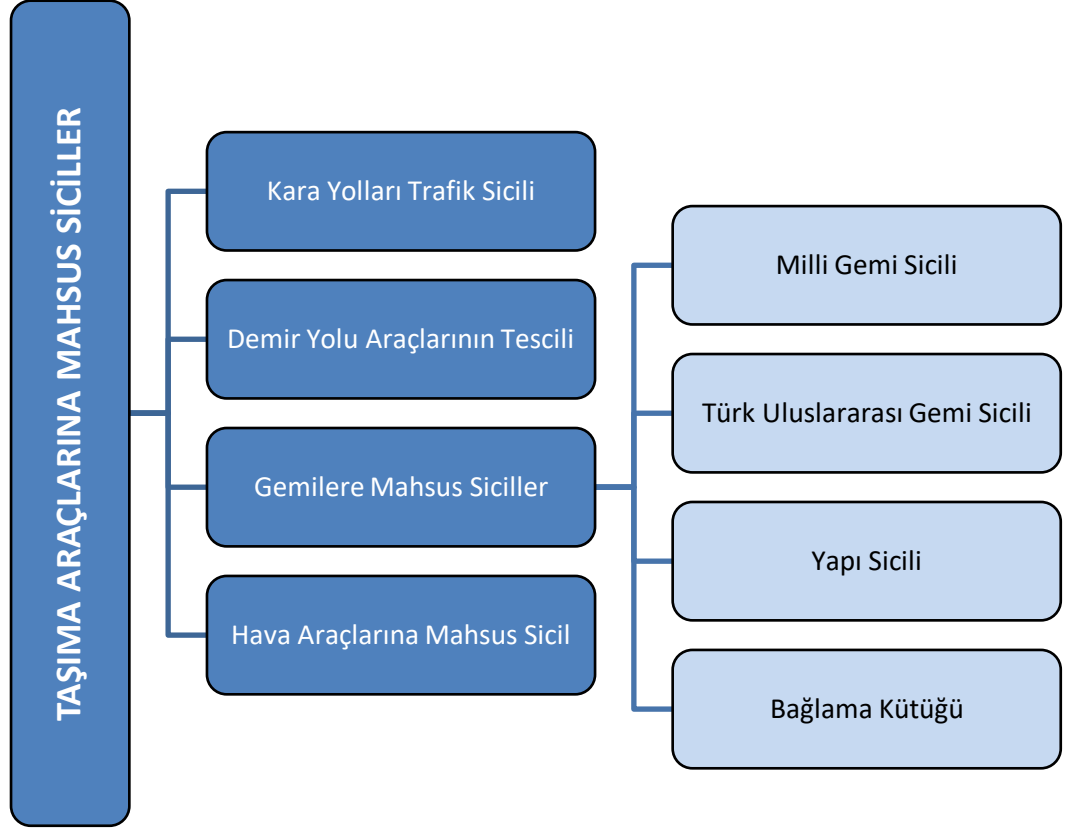 TAŞIMA ARAÇLARINA MAHSUS SİCİLLER
Kara Yolları Trafik Sicili
Demir Yolu Araçlarının Tescili
Gemilere Mahsus Siciller
Hava Araçlarına Mahsus Sicil
Milli Gemi Sicili
Türk Uluslararası Gemi Sicili
Yapı Sicili
Bağlama Kütüğü